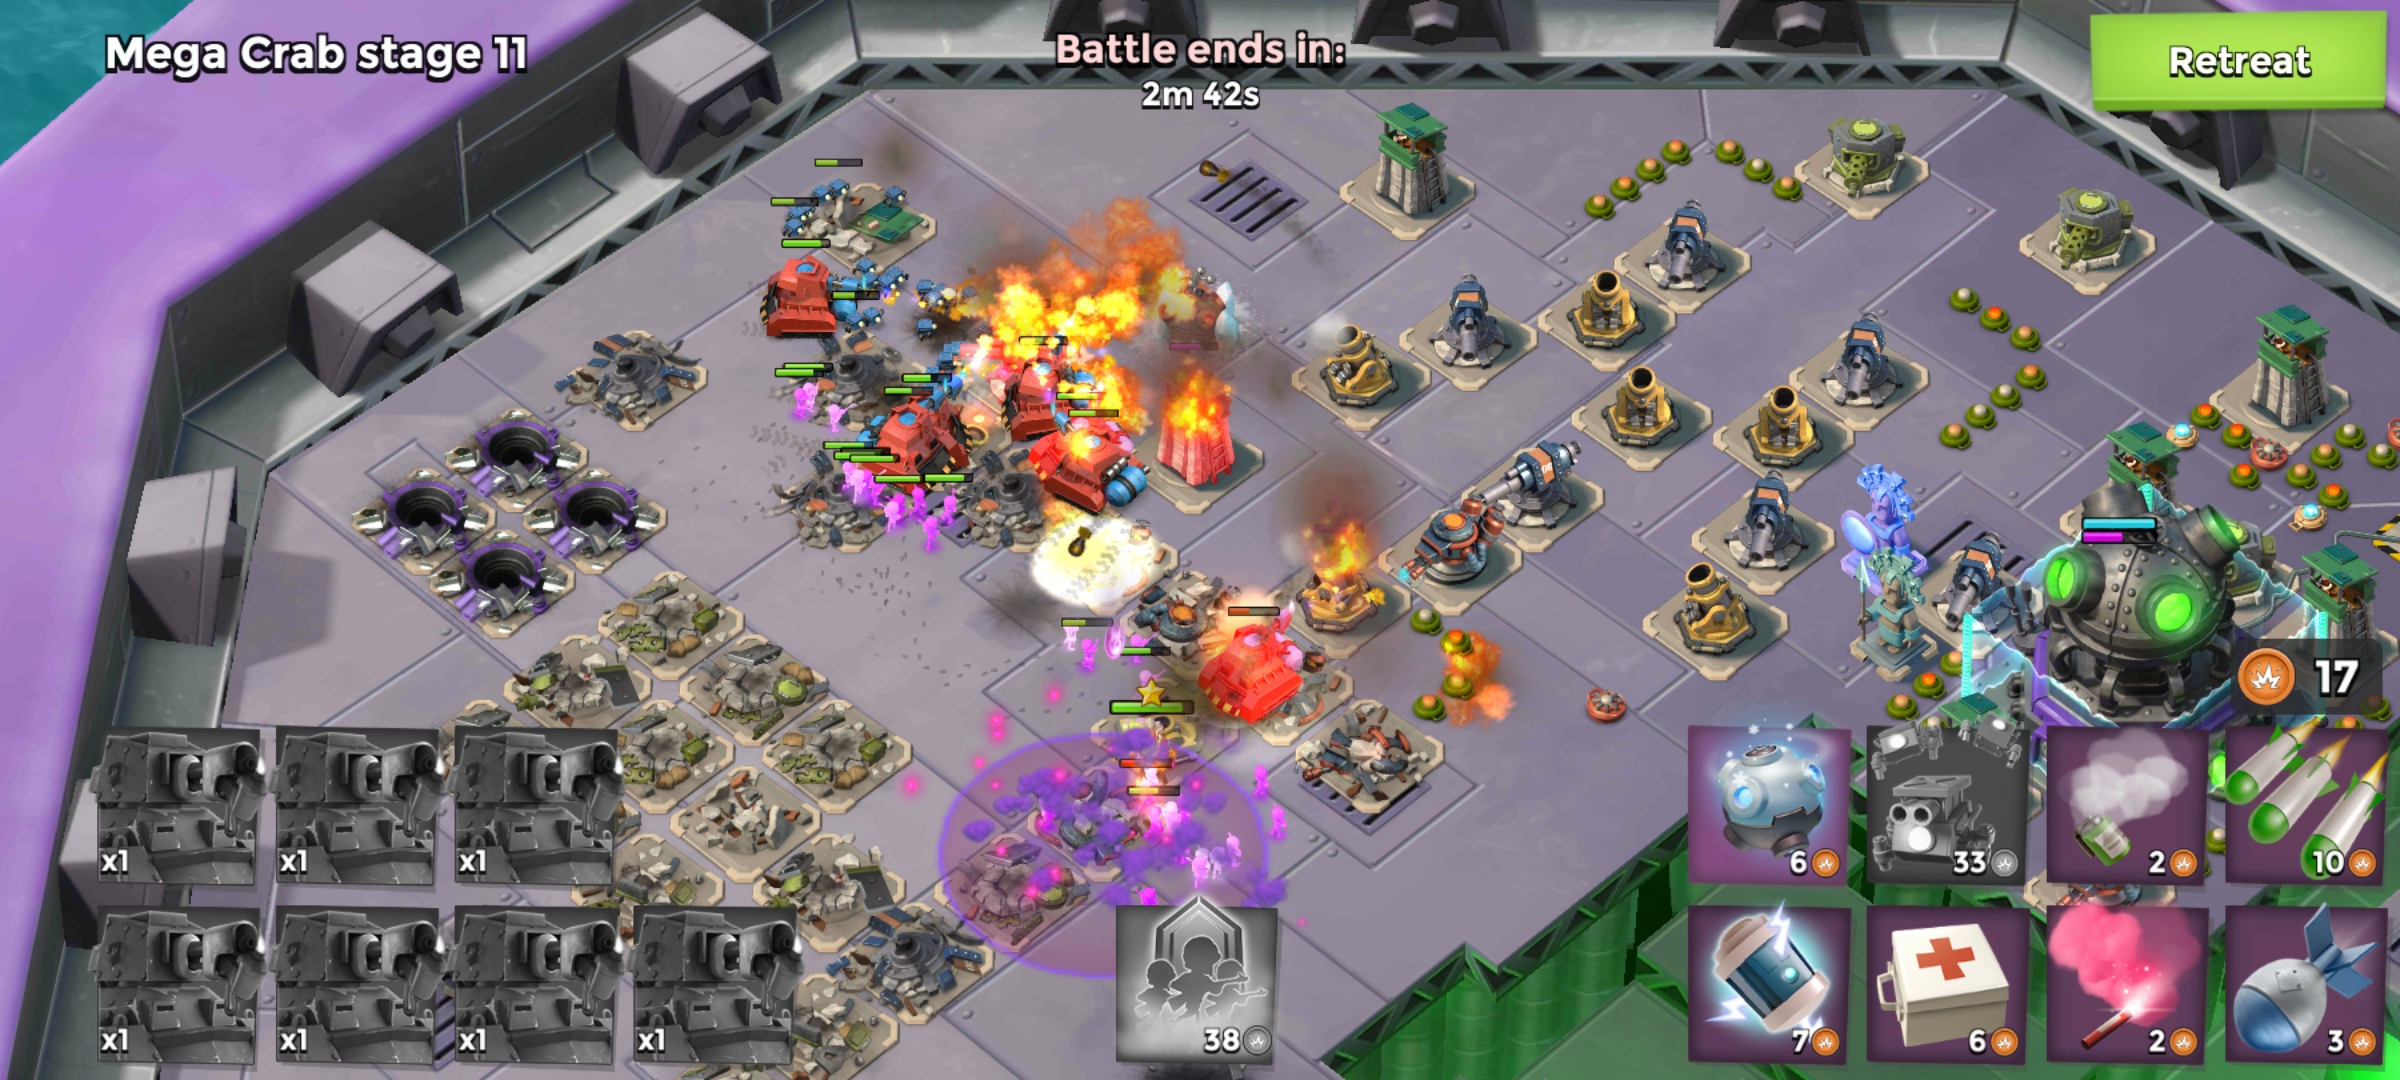 Mega Crab stage 11
Battle ends in:
2m 42s
Retreat
17
x1
x1
x1
6
33
2
10
x1
x1
x1
x1
38
7
6
2
3